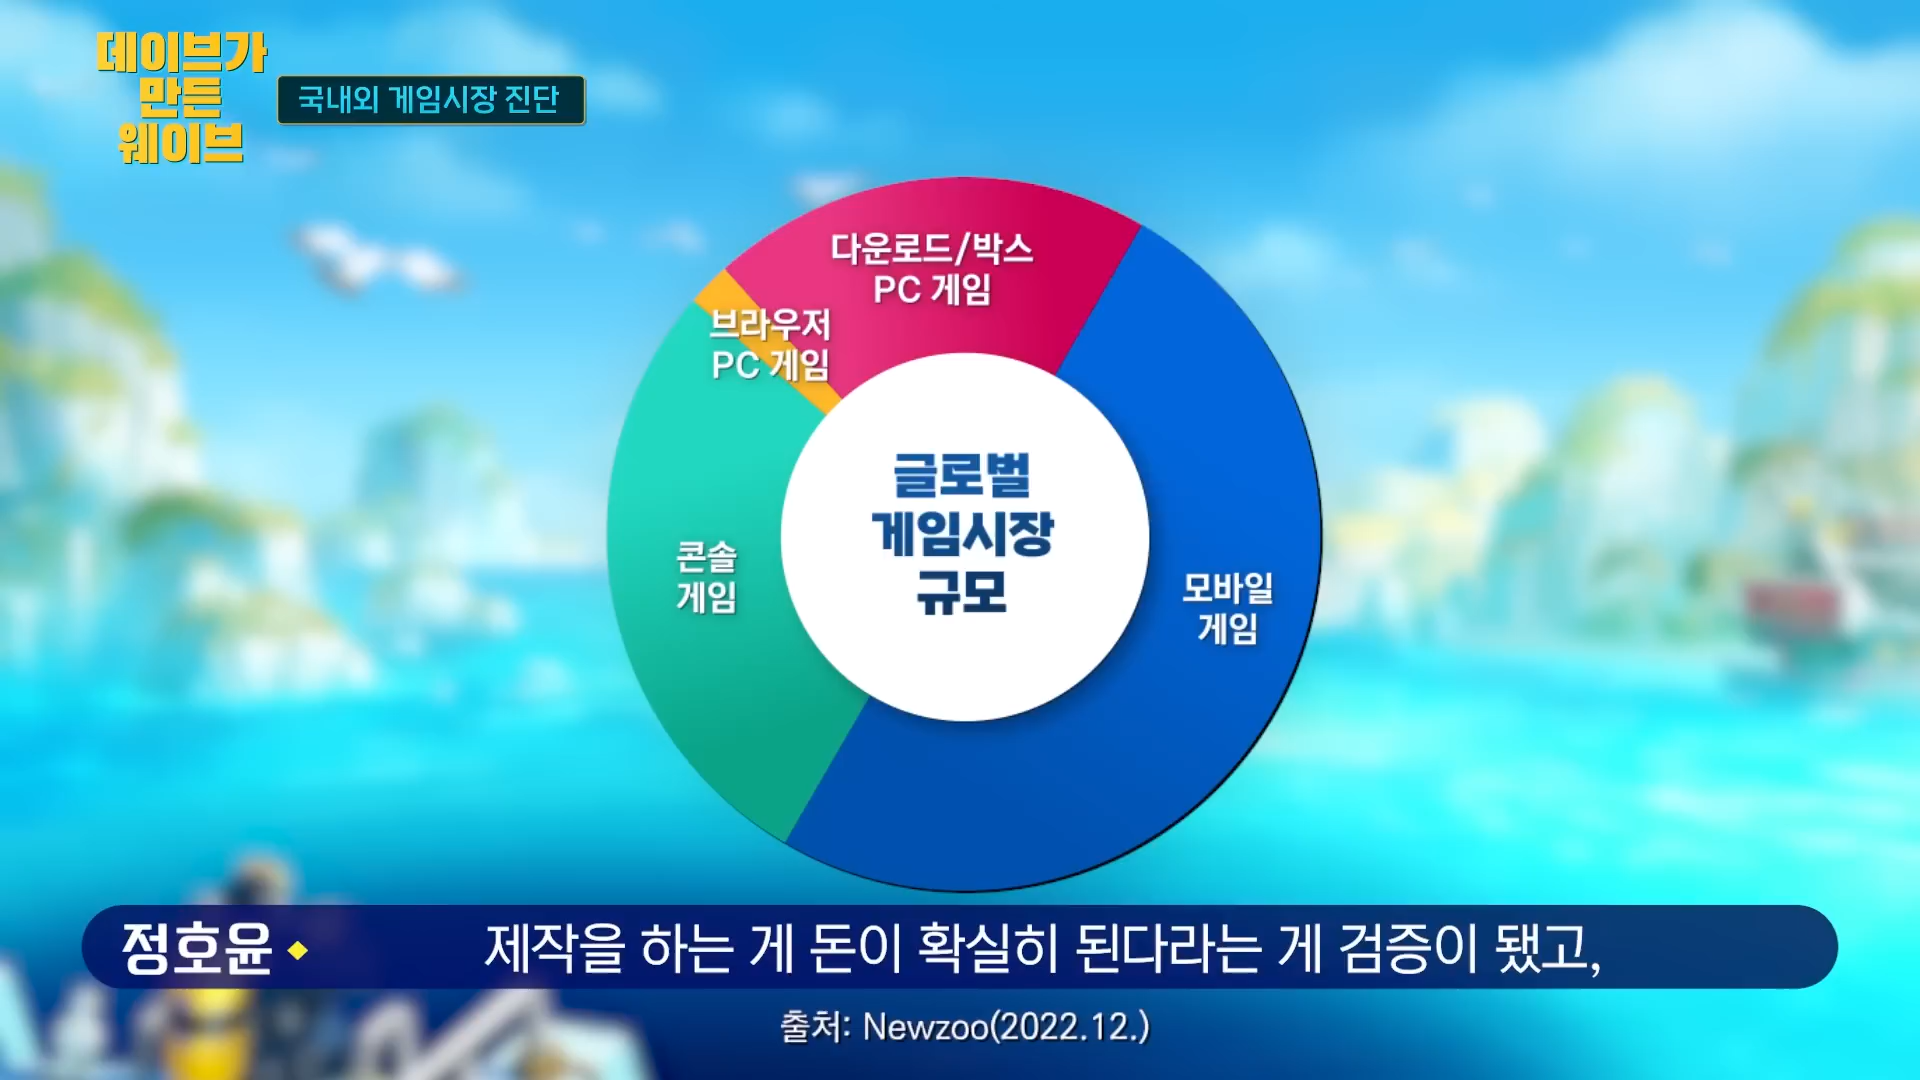 데이브가
만든
웨이브
국내외 게임시장 진단
다운로드/박스
PC 게임
브라우저
PC 게임
콘솔
게임
글로벌
게임시장
규모
모바일
게임
정호윤 제작을 하는 게 돈이 확실히 된다라는 게 검증이 됐고,
출처: Newzoo(2022.12.)